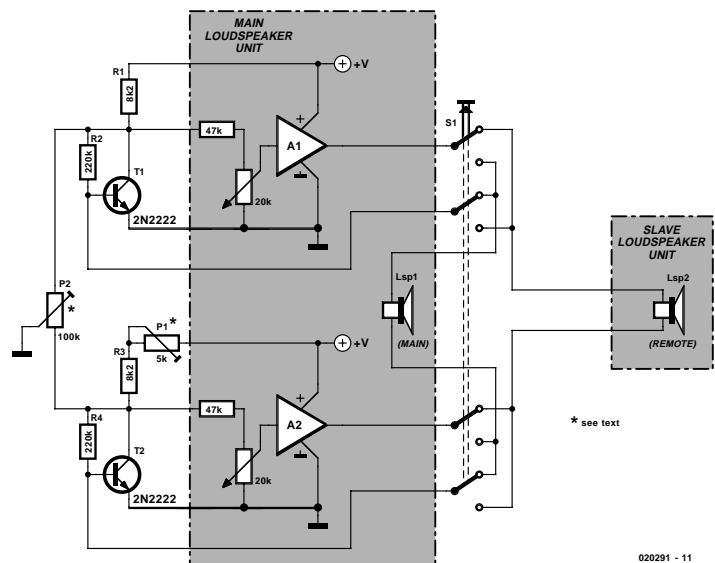 MAIN
LOUDSPEAKER
UNIT
R1
8k2
+V
R2
220k
47k
A1
S1
T1
20k
2N2222
SLAVE
LOUDSPEAKER
UNIT
P2
*
100k
Lsp1
Lsp2
(MAIN)
(REMOTE)
P1 *
5k
+V
R3
8k2
47k
A2
R4
220k
* see text
T2
20k
2N2222
020291 - 11